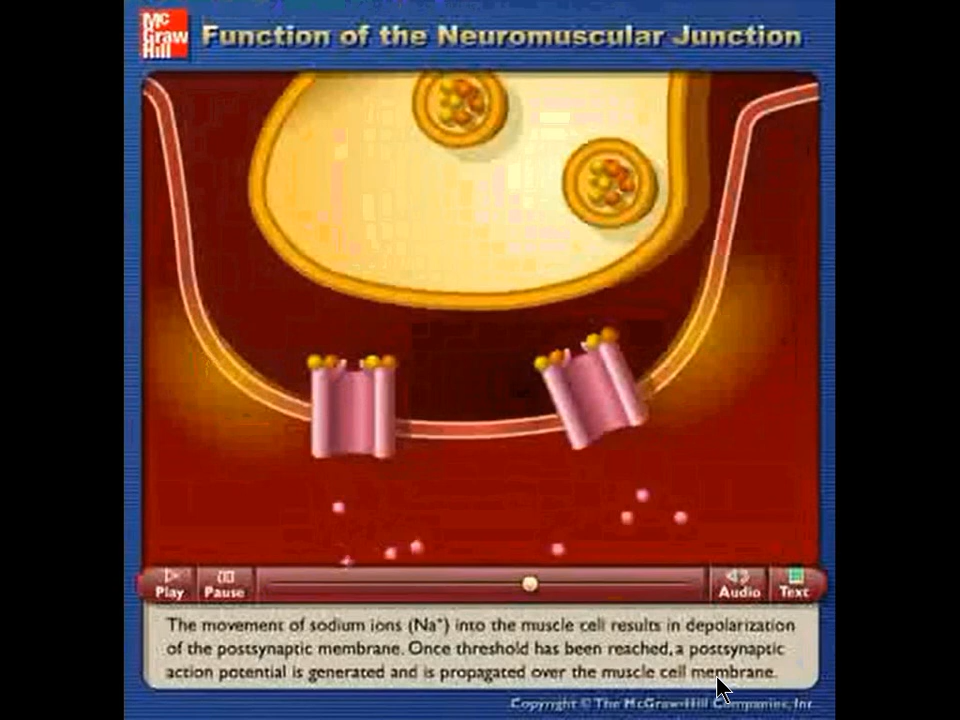 Mc
Graw
Hill
Function of the Neuromuscular Junction
Play
Pause
Audio
Text
The movement of sodium ions (Na⁺) into the muscle cell results in depolarization
of the postsynaptic membrane. Once threshold has been reached, a postsynaptic
action potential is generated and is propagated over the muscle cell membrane.
Copyright © The McGraw-Hill Companies, Inc.